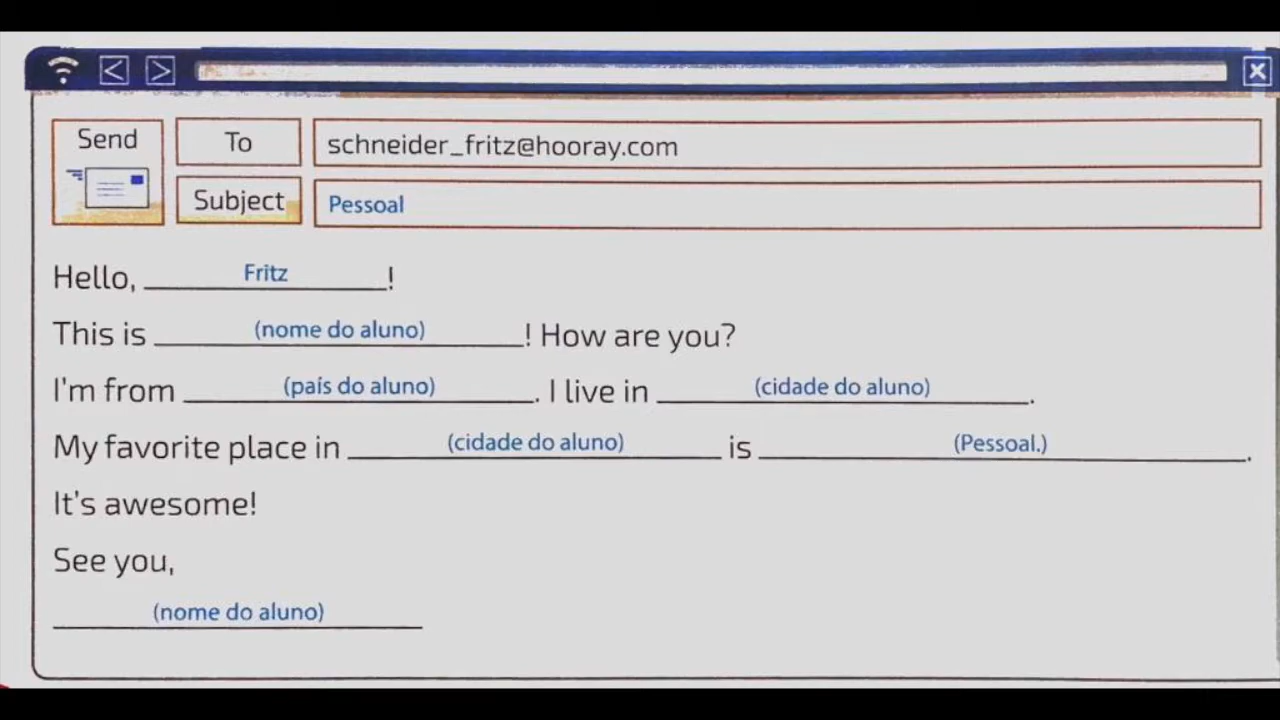 Send
To
schneider_fritz@hooray.com
Subject
Pessoal
Hello, Fritz!
This is (nome do aluno)! How are you?
I'm from (país do aluno). I live in (cidade do aluno).
My favorite place in (cidade do aluno) is (Pessoal.).
It's awesome!
See you,
(nome do aluno)